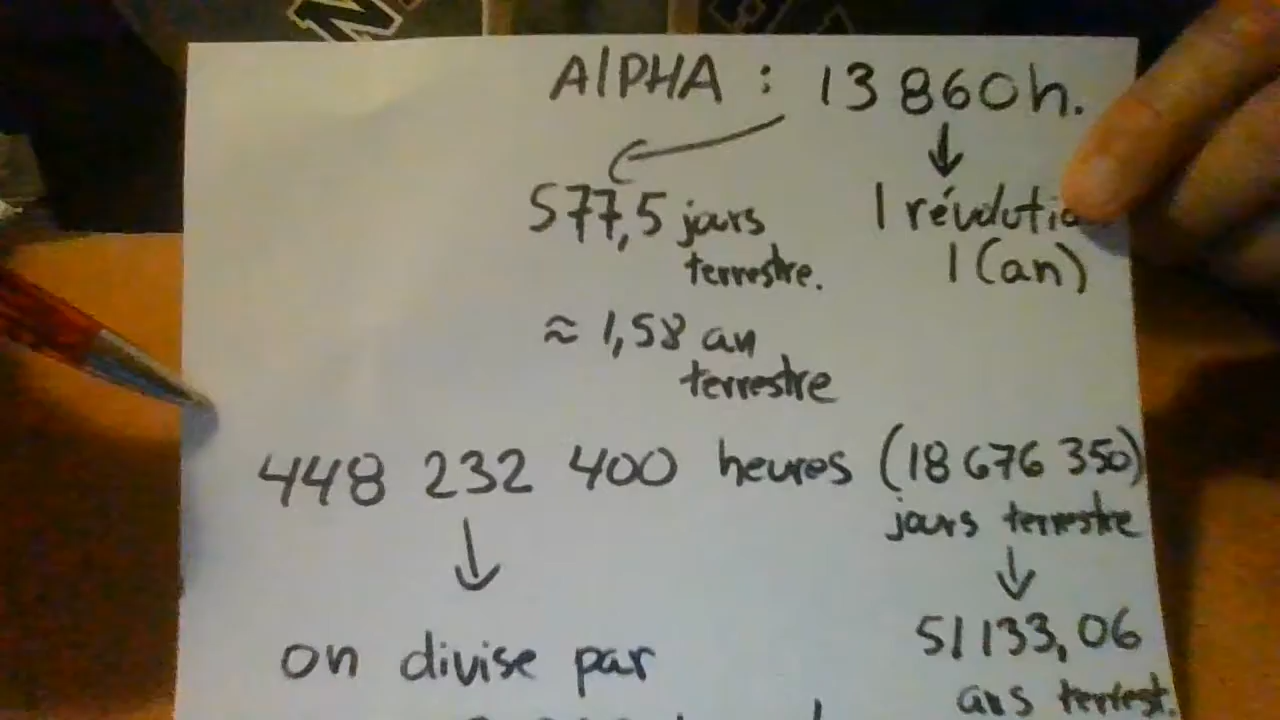 AlPHA : 13 860h.
577,5 jours
terrestre.
1 révolutio
1 (an)
≈ 1,58 an
terrestre
448 232 400 heures (18 676 350)
jours terrestre
51 133,06
ans terrest.
on divise par